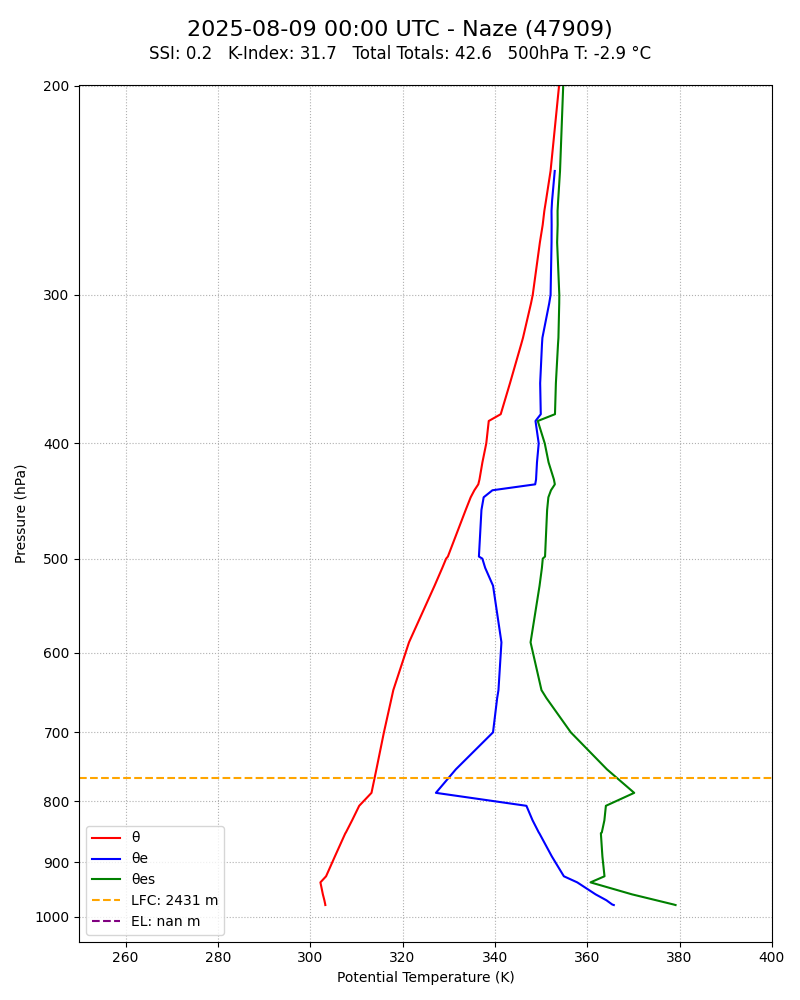 2025-08-09 00:00 UTC - Naze (47909)
SSI: 0.2   K-Index: 31.7   Total Totals: 42.6   500hPa T: -2.9 °C
Pressure (hPa)
200
300
400
500
600
700
800
900
1000
θ
θe
θes
LFC: 2431 m
EL: nan m
260 280 300 320 340 360 380 400
Potential Temperature (K)